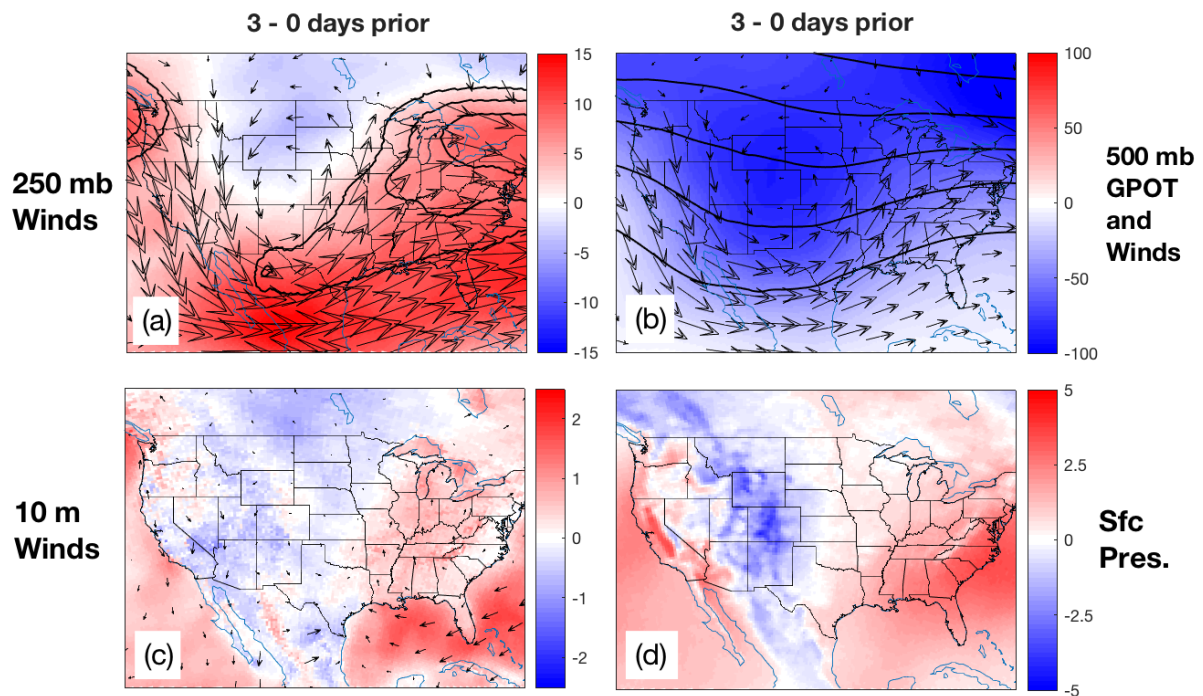 3 - 0 days prior
3 - 0 days prior
250 mb
Winds
(a)
15
10
5
0
-5
-10
-15
(b)
100
50
0
-50
-100
500 mb
GPOT
and
Winds
10 m
Winds
(c)
2
1
0
-1
-2
(d)
5
2.5
0
-2.5
-5
Sfc
Pres.